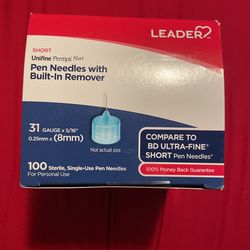 LEADER
SHORT
Unifine Pentips Plus
Pen Needles with
Built-In Remover
31 GAUGE x 5/16"
0.25mm x (8mm)
Not actual size
COMPARE TO
BD ULTRA-FINE®
SHORT Pen Needles*
100% Money Back Guarantee
100 Sterile, Single-Use Pen Needles
For Personal Use